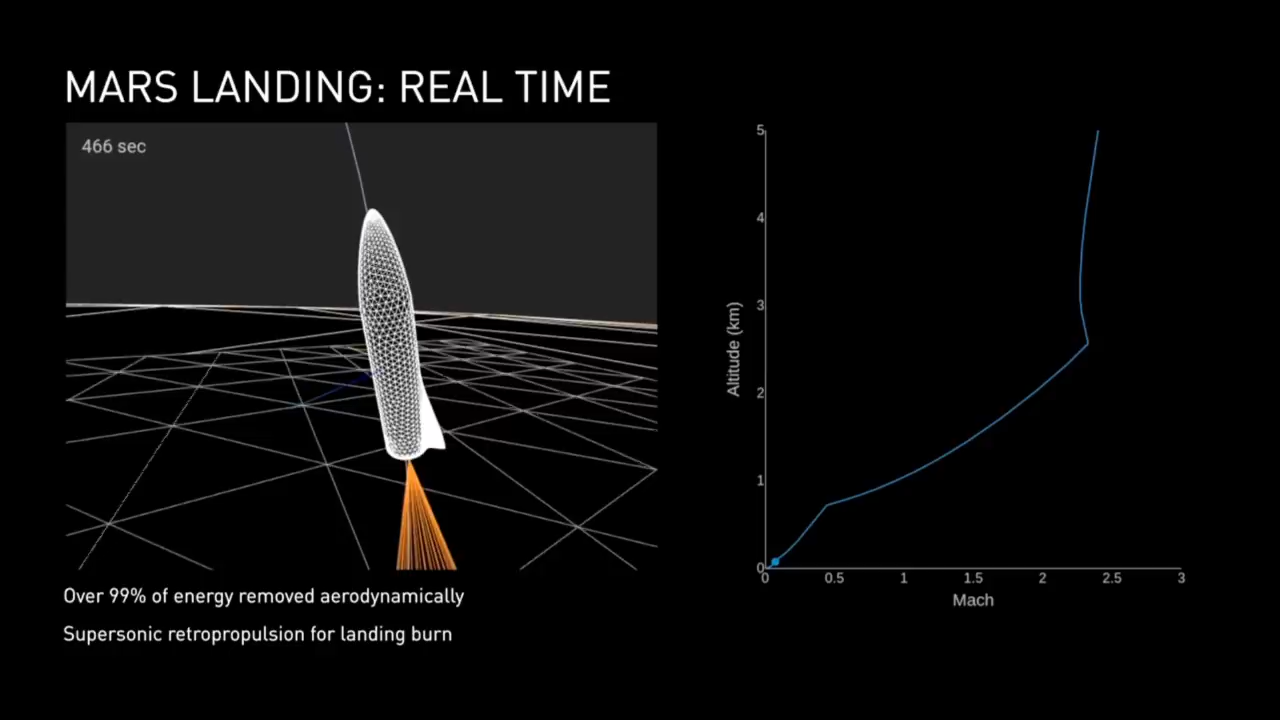 MARS LANDING: REAL TIME
466 sec
Over 99% of energy removed aerodynamically
Supersonic retropropulsion for landing burn
5
4
3
2
1
0
Altitude (km)
0
0.5
1
1.5
2
2.5
3
Mach